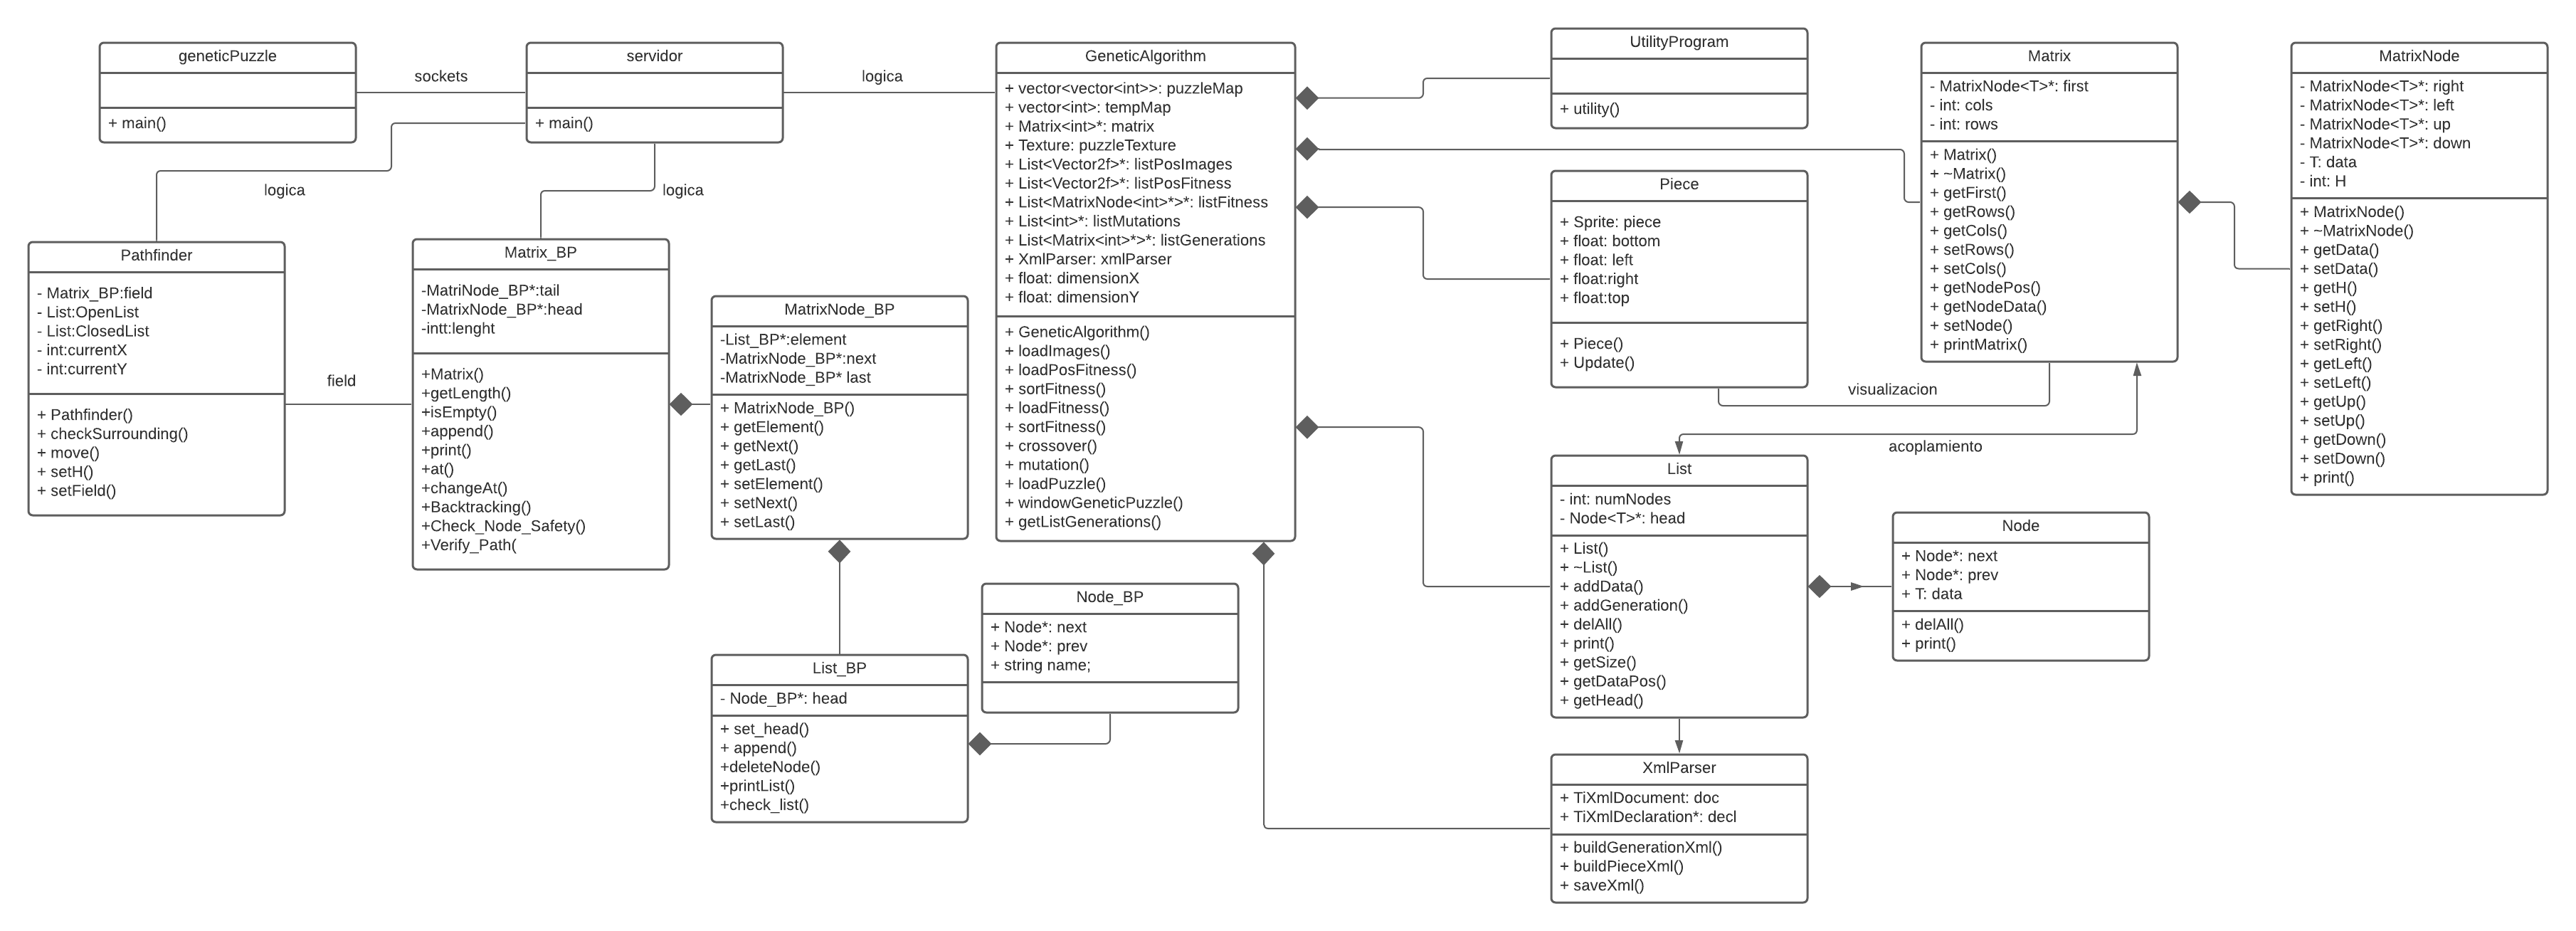 geneticPuzzle
+ main()
sockets
servidor
+ main()
logica
logica
logica
Pathfinder
- Matrix_BP:field
- List:OpenList
- List:ClosedList
- int:currentX
- int:currentY
+ Pathfinder()
+ checkSurrounding()
+ move()
+ setH()
+ setField()
field
Matrix_BP
-MatriNode_BP*:tail
-MatrixNode_BP*:head
-intt:lenght
+Matrix()
+getLength()
+isEmpty()
+append()
+print()
+at()
+changeAt()
+Backtracking()
+Check_Node_Safety()
+Verify_Path(
MatrixNode_BP
-List_BP*:element
-MatrixNode_BP*:next
-MatrixNode_BP* last
+ MatrixNode_BP()
+ getElement()
+ getNext()
+ getLast()
+ setElement()
+ setNext()
+ setLast()
List_BP
- Node_BP*: head
+ set_head()
+ append()
+deleteNode()
+printList()
+check_list()
Node_BP
+ Node*: next
+ Node*: prev
+ string name;
GeneticAlgorithm
+ vector<vector<int>>: puzzleMap
+ vector<int>: tempMap
+ Matrix<int>*: matrix
+ Texture: puzzleTexture
+ List<Vector2f>*: listPosImages
+ List<Vector2f>*: listPosFitness
+ List<MatrixNode<int>*>*: listFitness
+ List<int>*: listMutations
+ List<Matrix<int>*>*: listGenerations
+ XmlParser: xmlParser
+ float: dimensionX
+ float: dimensionY
+ GeneticAlgorithm()
+ loadImages()
+ loadPosFitness()
+ sortFitness()
+ loadFitness()
+ sortFitness()
+ crossover()
+ mutation()
+ loadPuzzle()
+ windowGeneticPuzzle()
+ getListGenerations()
UtilityProgram
+ utility()
Piece
+ Sprite: piece
+ float: bottom
+ float: left
+ float:right
+ float:top
+ Piece()
+ Update()
visualizacion
acoplamiento
List
- int: numNodes
- Node<T>*: head
+ List()
+ ~List()
+ addData()
+ addGeneration()
+ delAll()
+ print()
+ getSize()
+ getDataPos()
+ getHead()
XmlParser
+ TiXmlDocument: doc
+ TiXmlDeclaration*: decl
+ buildGenerationXml()
+ buildPieceXml()
+ saveXml()
Node
+ Node*: next
+ Node*: prev
+ T: data
+ delAll()
+ print()
Matrix
- MatrixNode<T>*: first
- int: cols
- int: rows
+ Matrix()
+ ~Matrix()
+ getFirst()
+ getRows()
+ getCols()
+ setRows()
+ setCols()
+ getNodePos()
+ getNodeData()
+ setNode()
+ printMatrix()
MatrixNode
- MatrixNode<T>*: right
- MatrixNode<T>*: left
- MatrixNode<T>*: up
- MatrixNode<T>*: down
- T: data
- int: H
+ MatrixNode()
+ ~MatrixNode()
+ getData()
+ setData()
+ getH()
+ setH()
+ getRight()
+ setRight()
+ getLeft()
+ setLeft()
+ getUp()
+ setUp()
+ getDown()
+ setDown()
+ print()